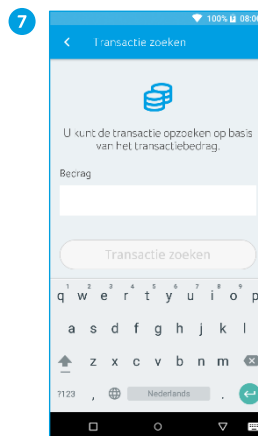 7
100% 08:00
Transactie zoeken
U kunt de transactie opzoeken op basis
van het transactiebedrag.
Bedrag
Transactie zoeken
1 2 3 4 5 6 7 8 9 0
q w e r t y u i o p
a s d f g h j k l
z x c v b n m
?123 , Nederlands .